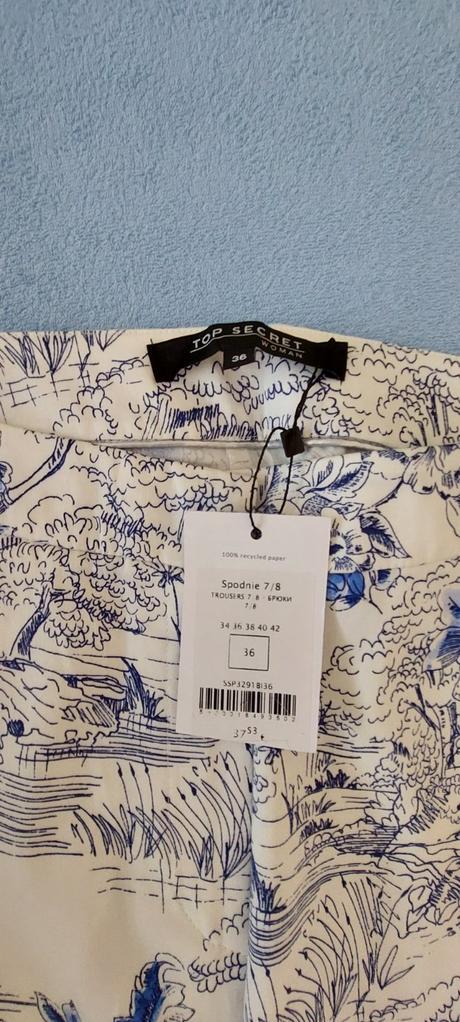 TOP SECRET
WOMAN
36
100% recycled paper
Spodnie 7/8
TROUSERS 7/8 · БРЮКИ
7/8
34 36 38 40 42
36
SSP3291BI36
37 53